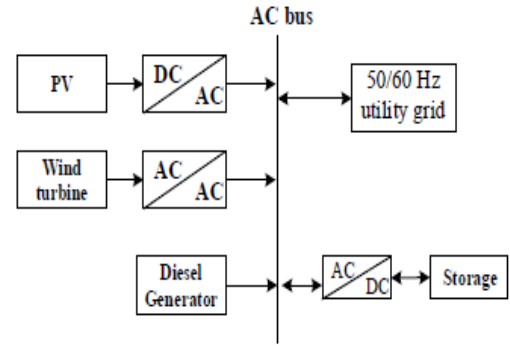 AC bus
PV
DC
AC
50/60 Hz
utility grid
Wind
turbine
AC
AC
Diesel
Generator
AC
DC
Storage